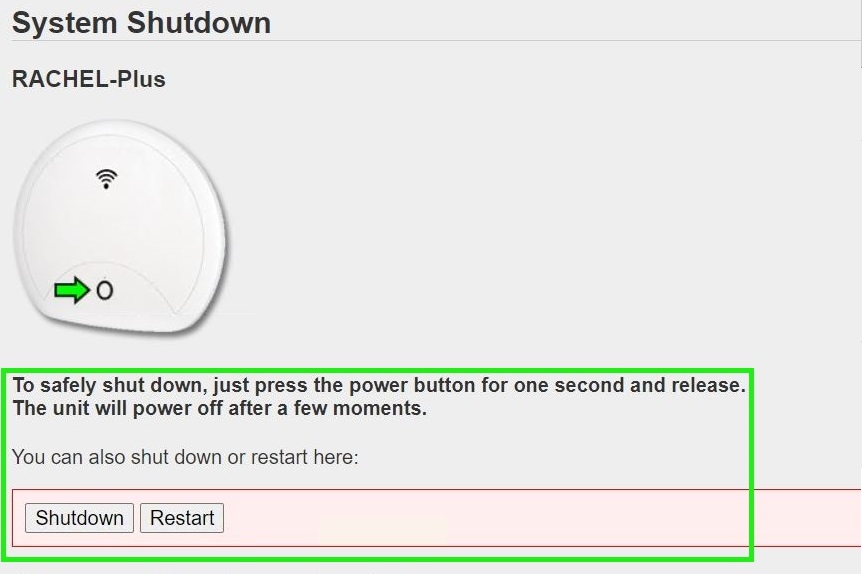 System Shutdown
RACHEL-Plus
To safely shut down, just press the power button for one second and release.
The unit will power off after a few moments.
You can also shut down or restart here:
Shutdown Restart